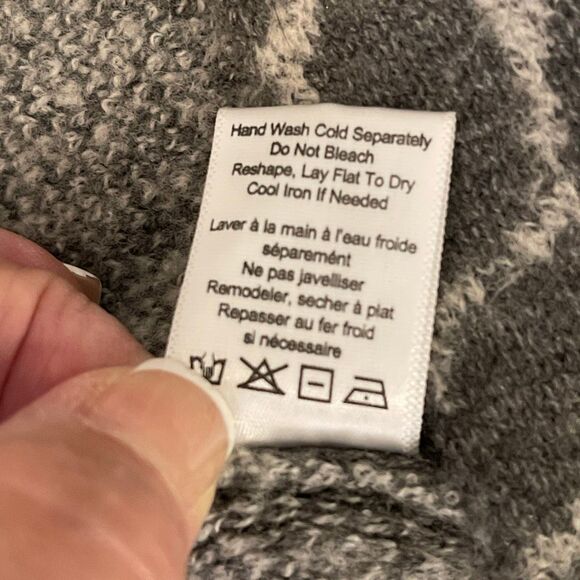 Hand Wash Cold Separately
Do Not Bleach
Reshape, Lay Flat To Dry
Cool Iron If Needed
Laver à la main à l'eau froide
séparemént
Ne pas javelliser
Remodeler, secher à plat
Repasser au fer froid
si nécessaire